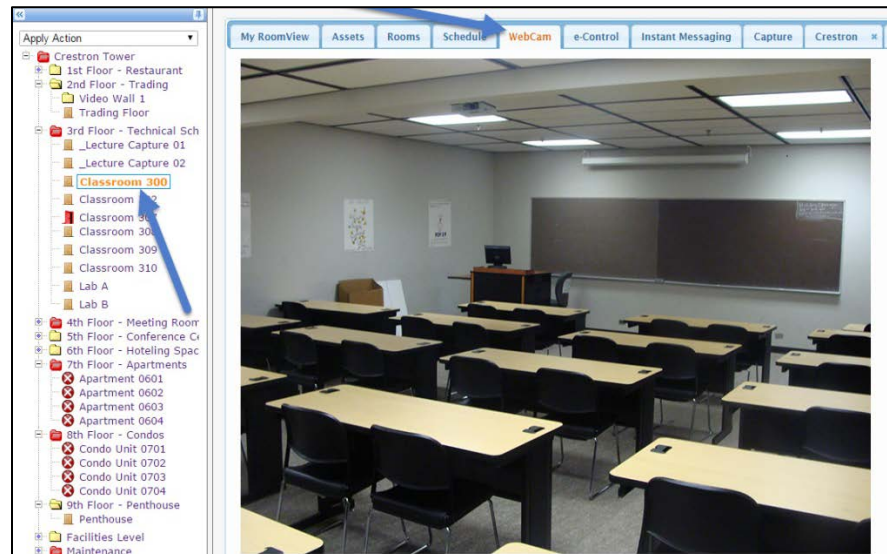 Apply Action
Crestron Tower
1st Floor - Restaurant
2nd Floor - Trading
Video Wall 1
Trading Floor
3rd Floor - Technical Sch
_Lecture Capture 01
_Lecture Capture 02
Classroom 300
Classroom
Classroom
Classroom
Classroom 309
Classroom 310
Lab A
Lab B
4th Floor - Meeting Room
5th Floor - Conference Ce
6th Floor - Hoteling Spac
7th Floor - Apartments
Apartment 0601
Apartment 0602
Apartment 0603
Apartment 0604
8th Floor - Condos
Condo Unit 0701
Condo Unit 0702
Condo Unit 0703
Condo Unit 0704
9th Floor - Penthouse
Penthouse
Facilities Level
Maintenance
My RoomView Assets Rooms Schedule WebCam e-Control Instant Messaging Capture Crestron